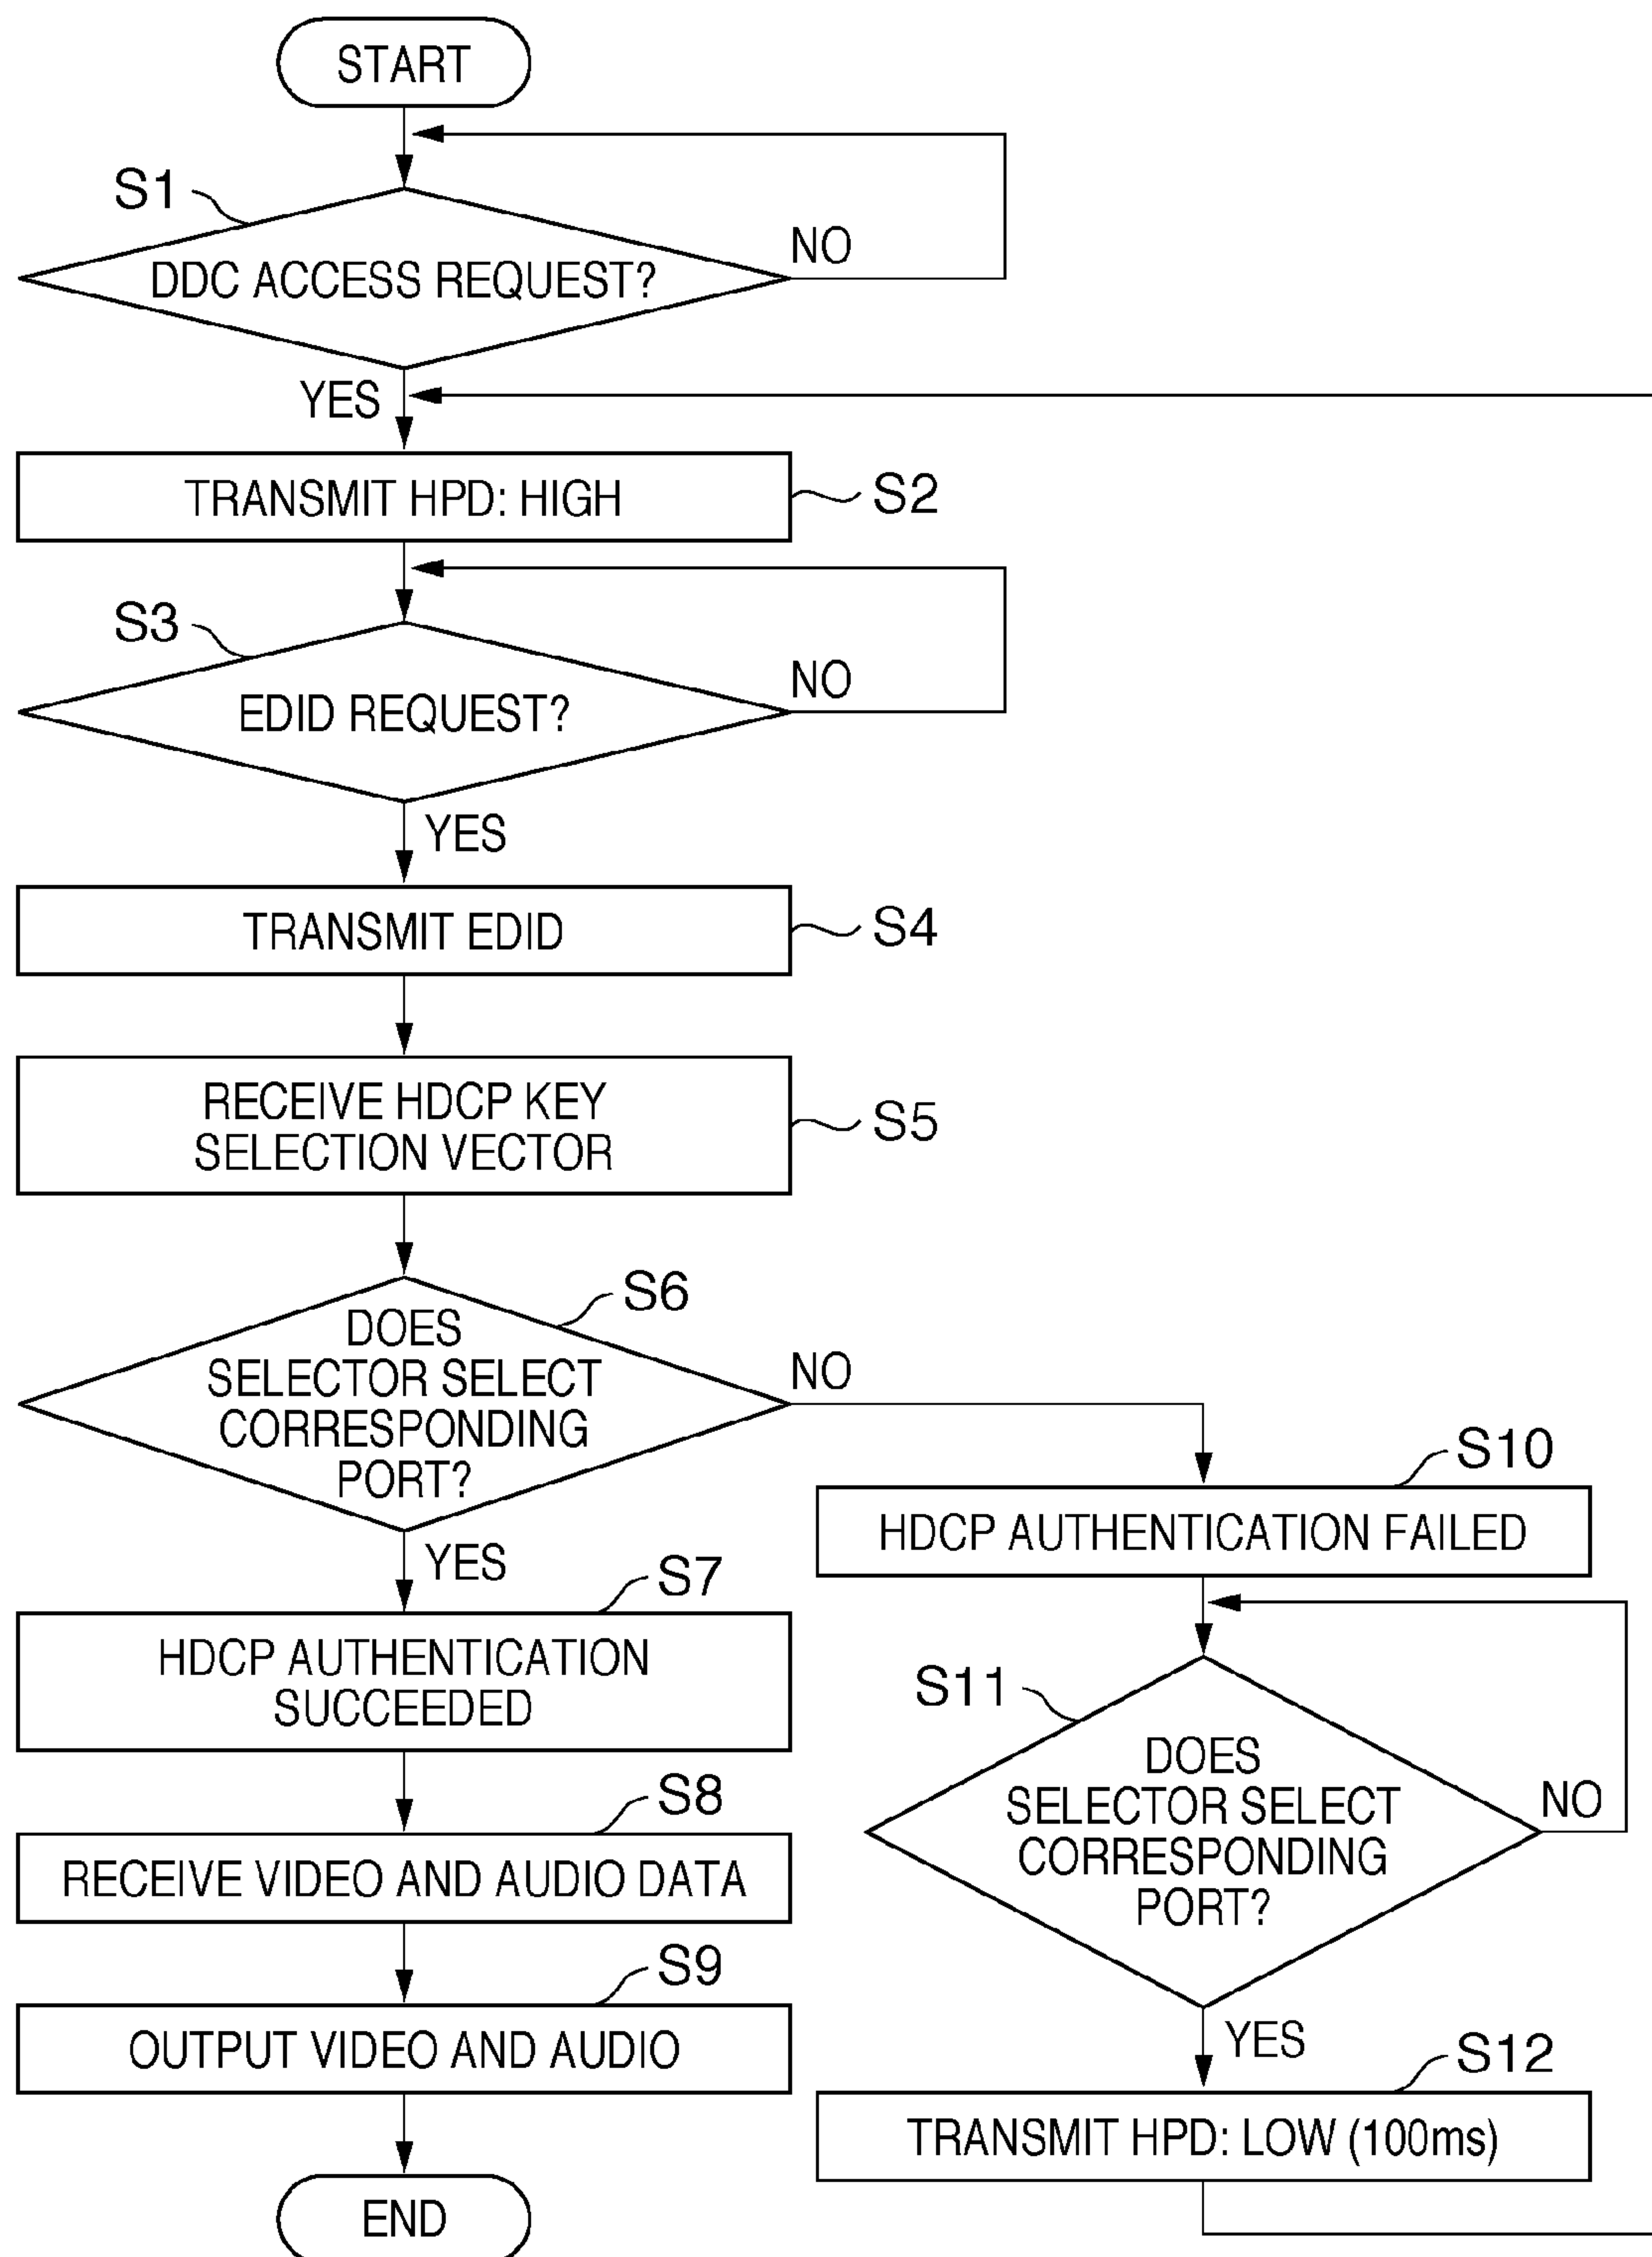 START
S1
DDC ACCESS REQUEST?
NO
YES
TRANSMIT HPD: HIGH
S2
S3
EDID REQUEST?
NO
YES
TRANSMIT EDID
S4
RECEIVE HDCP KEY
SELECTION VECTOR
S5
S6
DOES
SELECTOR SELECT
CORRESPONDING
PORT?
NO
YES
S7
HDCP AUTHENTICATION
SUCCEEDED
S8
RECEIVE VIDEO AND AUDIO DATA
S9
OUTPUT VIDEO AND AUDIO
END
S10
HDCP AUTHENTICATION FAILED
S11
DOES
SELECTOR SELECT
CORRESPONDING
PORT?
NO
YES
S12
TRANSMIT HPD: LOW (100ms)